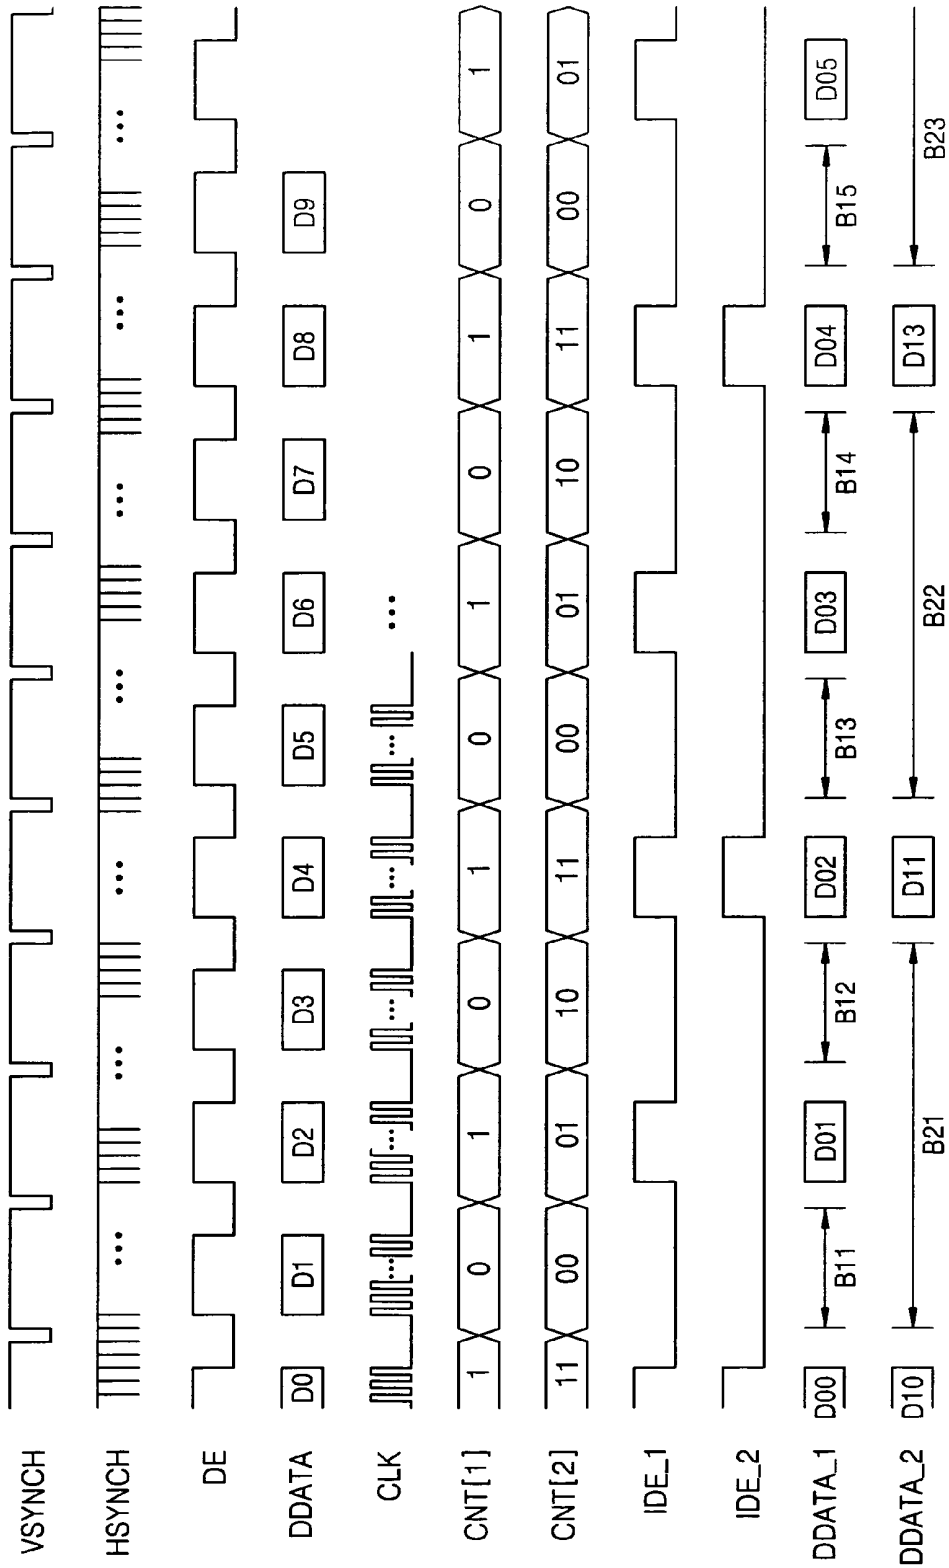 VSYNCH
HSYNCH ... ... ... ... ... ... ...
DE
DDATA D0 D1 D2 D3 D4 D5 D6 D7 D8 D9
CLK ... ... ... ... ... ...
CNT[1] 1 0 1 0 1 0 1 0 1 0 1
CNT[2] 11 00 01 10 11 00 01 10 11 00 01
IDE_1
IDE_2
DDATA_1 D00 D01 D02 D03 D04 D05
B11 B12 B13 B14 B15
DDATA_2 D10 D11 D13
B21 B22 B23